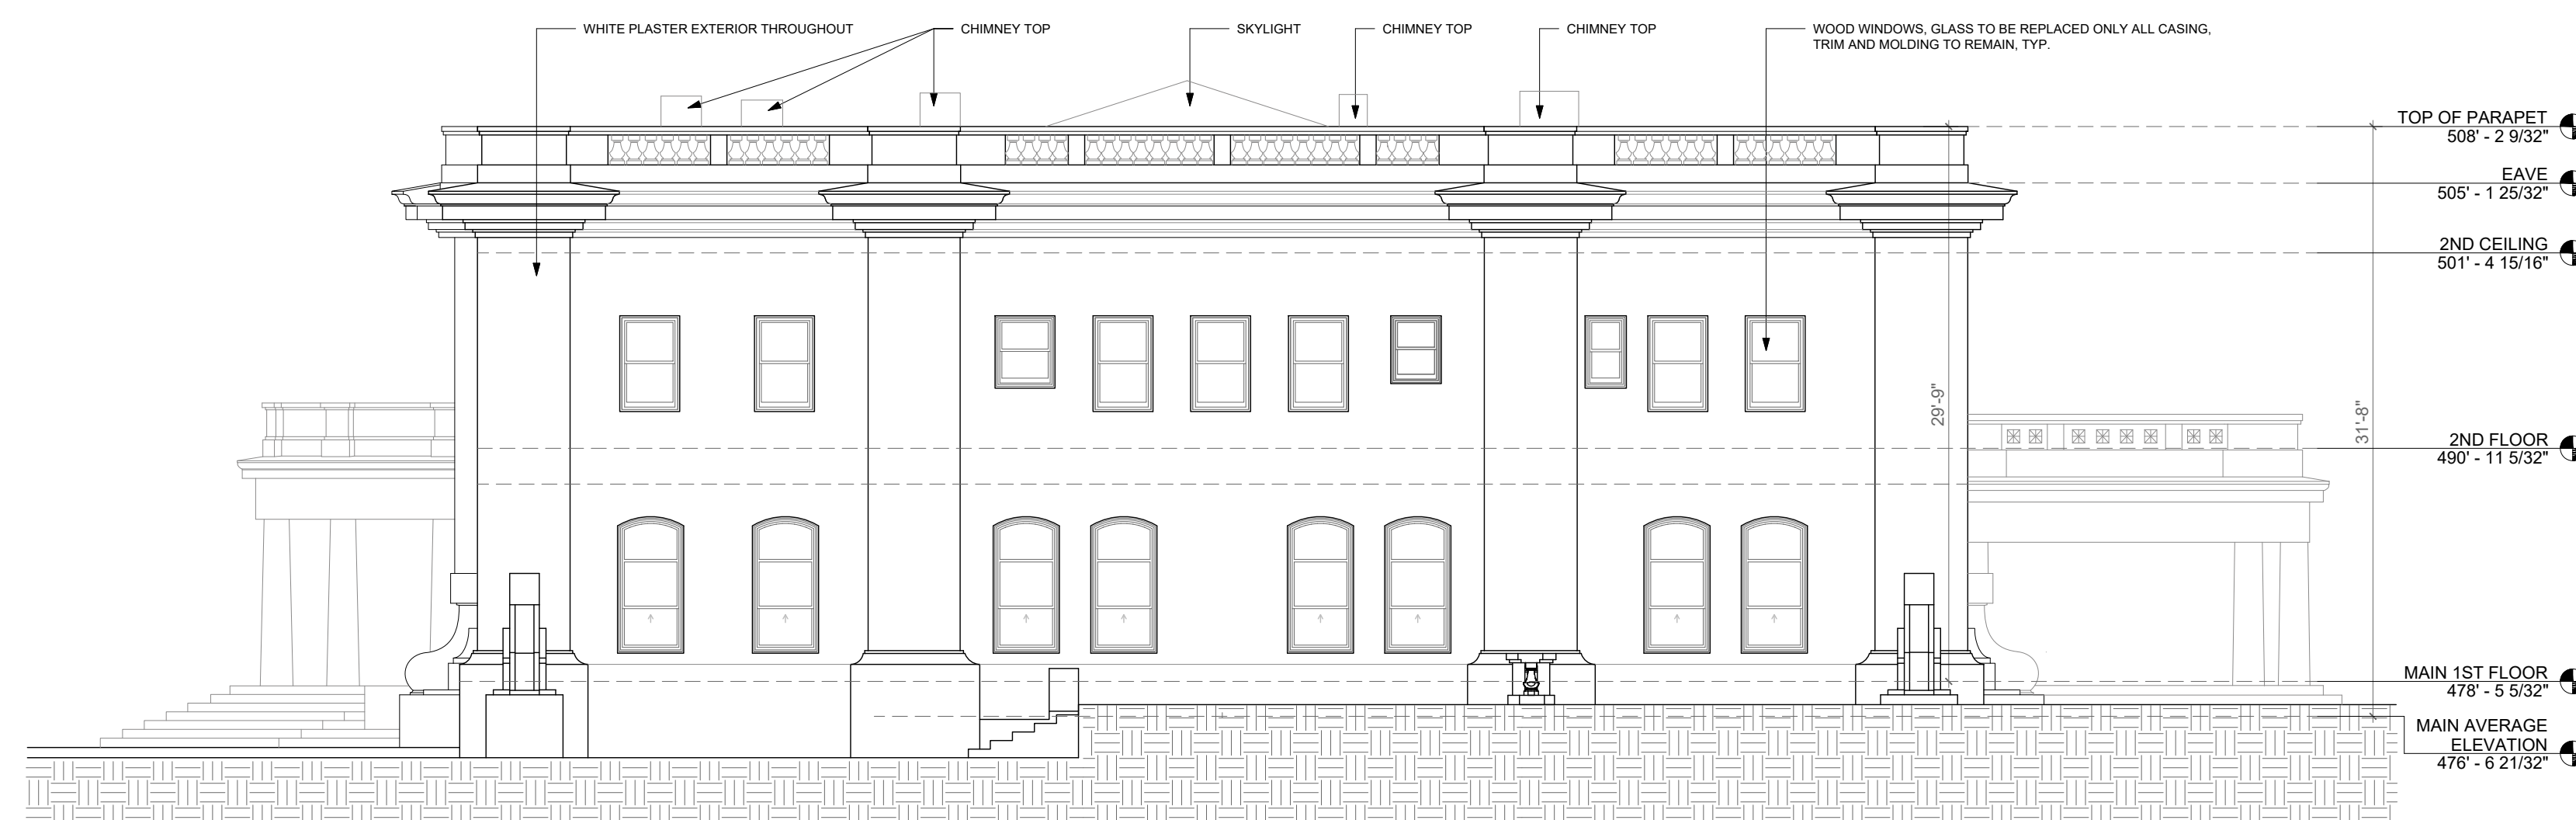 WHITE PLASTER EXTERIOR THROUGHOUT
CHIMNEY TOP
SKYLIGHT
CHIMNEY TOP
CHIMNEY TOP
WOOD WINDOWS, GLASS TO BE REPLACED ONLY ALL CASING,
TRIM AND MOLDING TO REMAIN, TYP.
TOP OF PARAPET
508' - 2 9/32"
EAVE
505' - 1 25/32"
2ND CEILING
501' - 4 15/16"
29'-9"
31'-8"
2ND FLOOR
490' - 11 5/32"
MAIN 1ST FLOOR
478' - 5 5/32"
MAIN AVERAGE
ELEVATION
476' - 6 21/32"